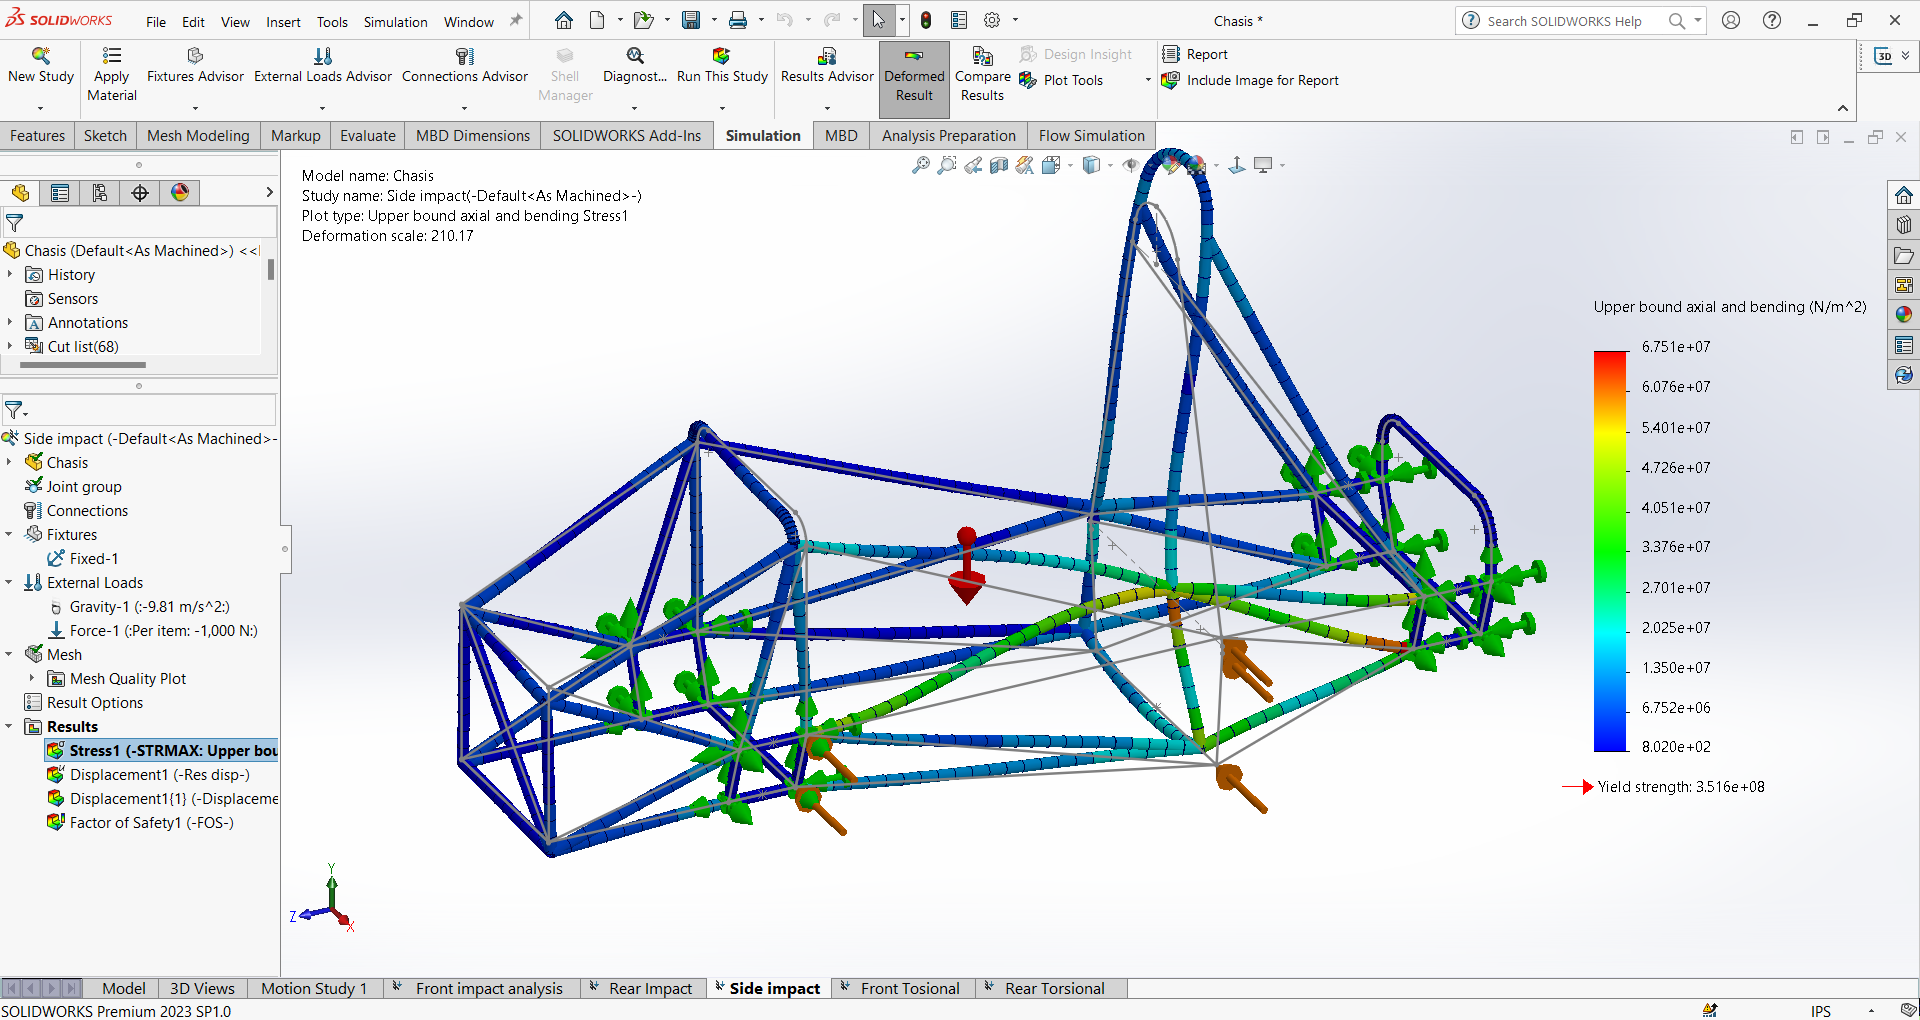 SOLIDWORKS
File Edit View Insert Tools Simulation Window
Chasis *
Search SOLIDWORKS Help
New Study
Apply Material
Fixtures Advisor
External Loads Advisor
Connections Advisor
Shell Manager
Diagnost...
Run This Study
Results Advisor
Deformed Result
Compare Results
Design Insight
Plot Tools
Report
Include Image for Report
3D
Features Sketch Mesh Modeling Markup Evaluate MBD Dimensions SOLIDWORKS Add-Ins Simulation MBD Analysis Preparation Flow Simulation
Chasis (Default<As Machined>) <<
History
Sensors
Annotations
Cut list(68)
Side impact (-Default<As Machined>-
Chasis
Joint group
Connections
Fixtures
Fixed-1
External Loads
Gravity-1 (:-9.81 m/s^2:)
Force-1 (:Per item: -1,000 N:)
Mesh
Mesh Quality Plot
Result Options
Results
Stress1 (-STRMAX: Upper bou
Displacement1 (-Res disp-)
Displacement1{1} (-Displaceme
Factor of Safety1 (-FOS-)
Model name: Chasis
Study name: Side impact(-Default<As Machined>-)
Plot type: Upper bound axial and bending Stress1
Deformation scale: 210.17
Upper bound axial and bending (N/m^2)
6.751e+07
6.076e+07
5.401e+07
4.726e+07
4.051e+07
3.376e+07
2.701e+07
2.025e+07
1.350e+07
6.752e+06
8.020e+02
Yield strength: 3.516e+08
Y
Z
X
Model 3D Views Motion Study 1 Front impact analysis Rear Impact Side impact Front Tosional Rear Torsional
SOLIDWORKS Premium 2023 SP1.0
IPS